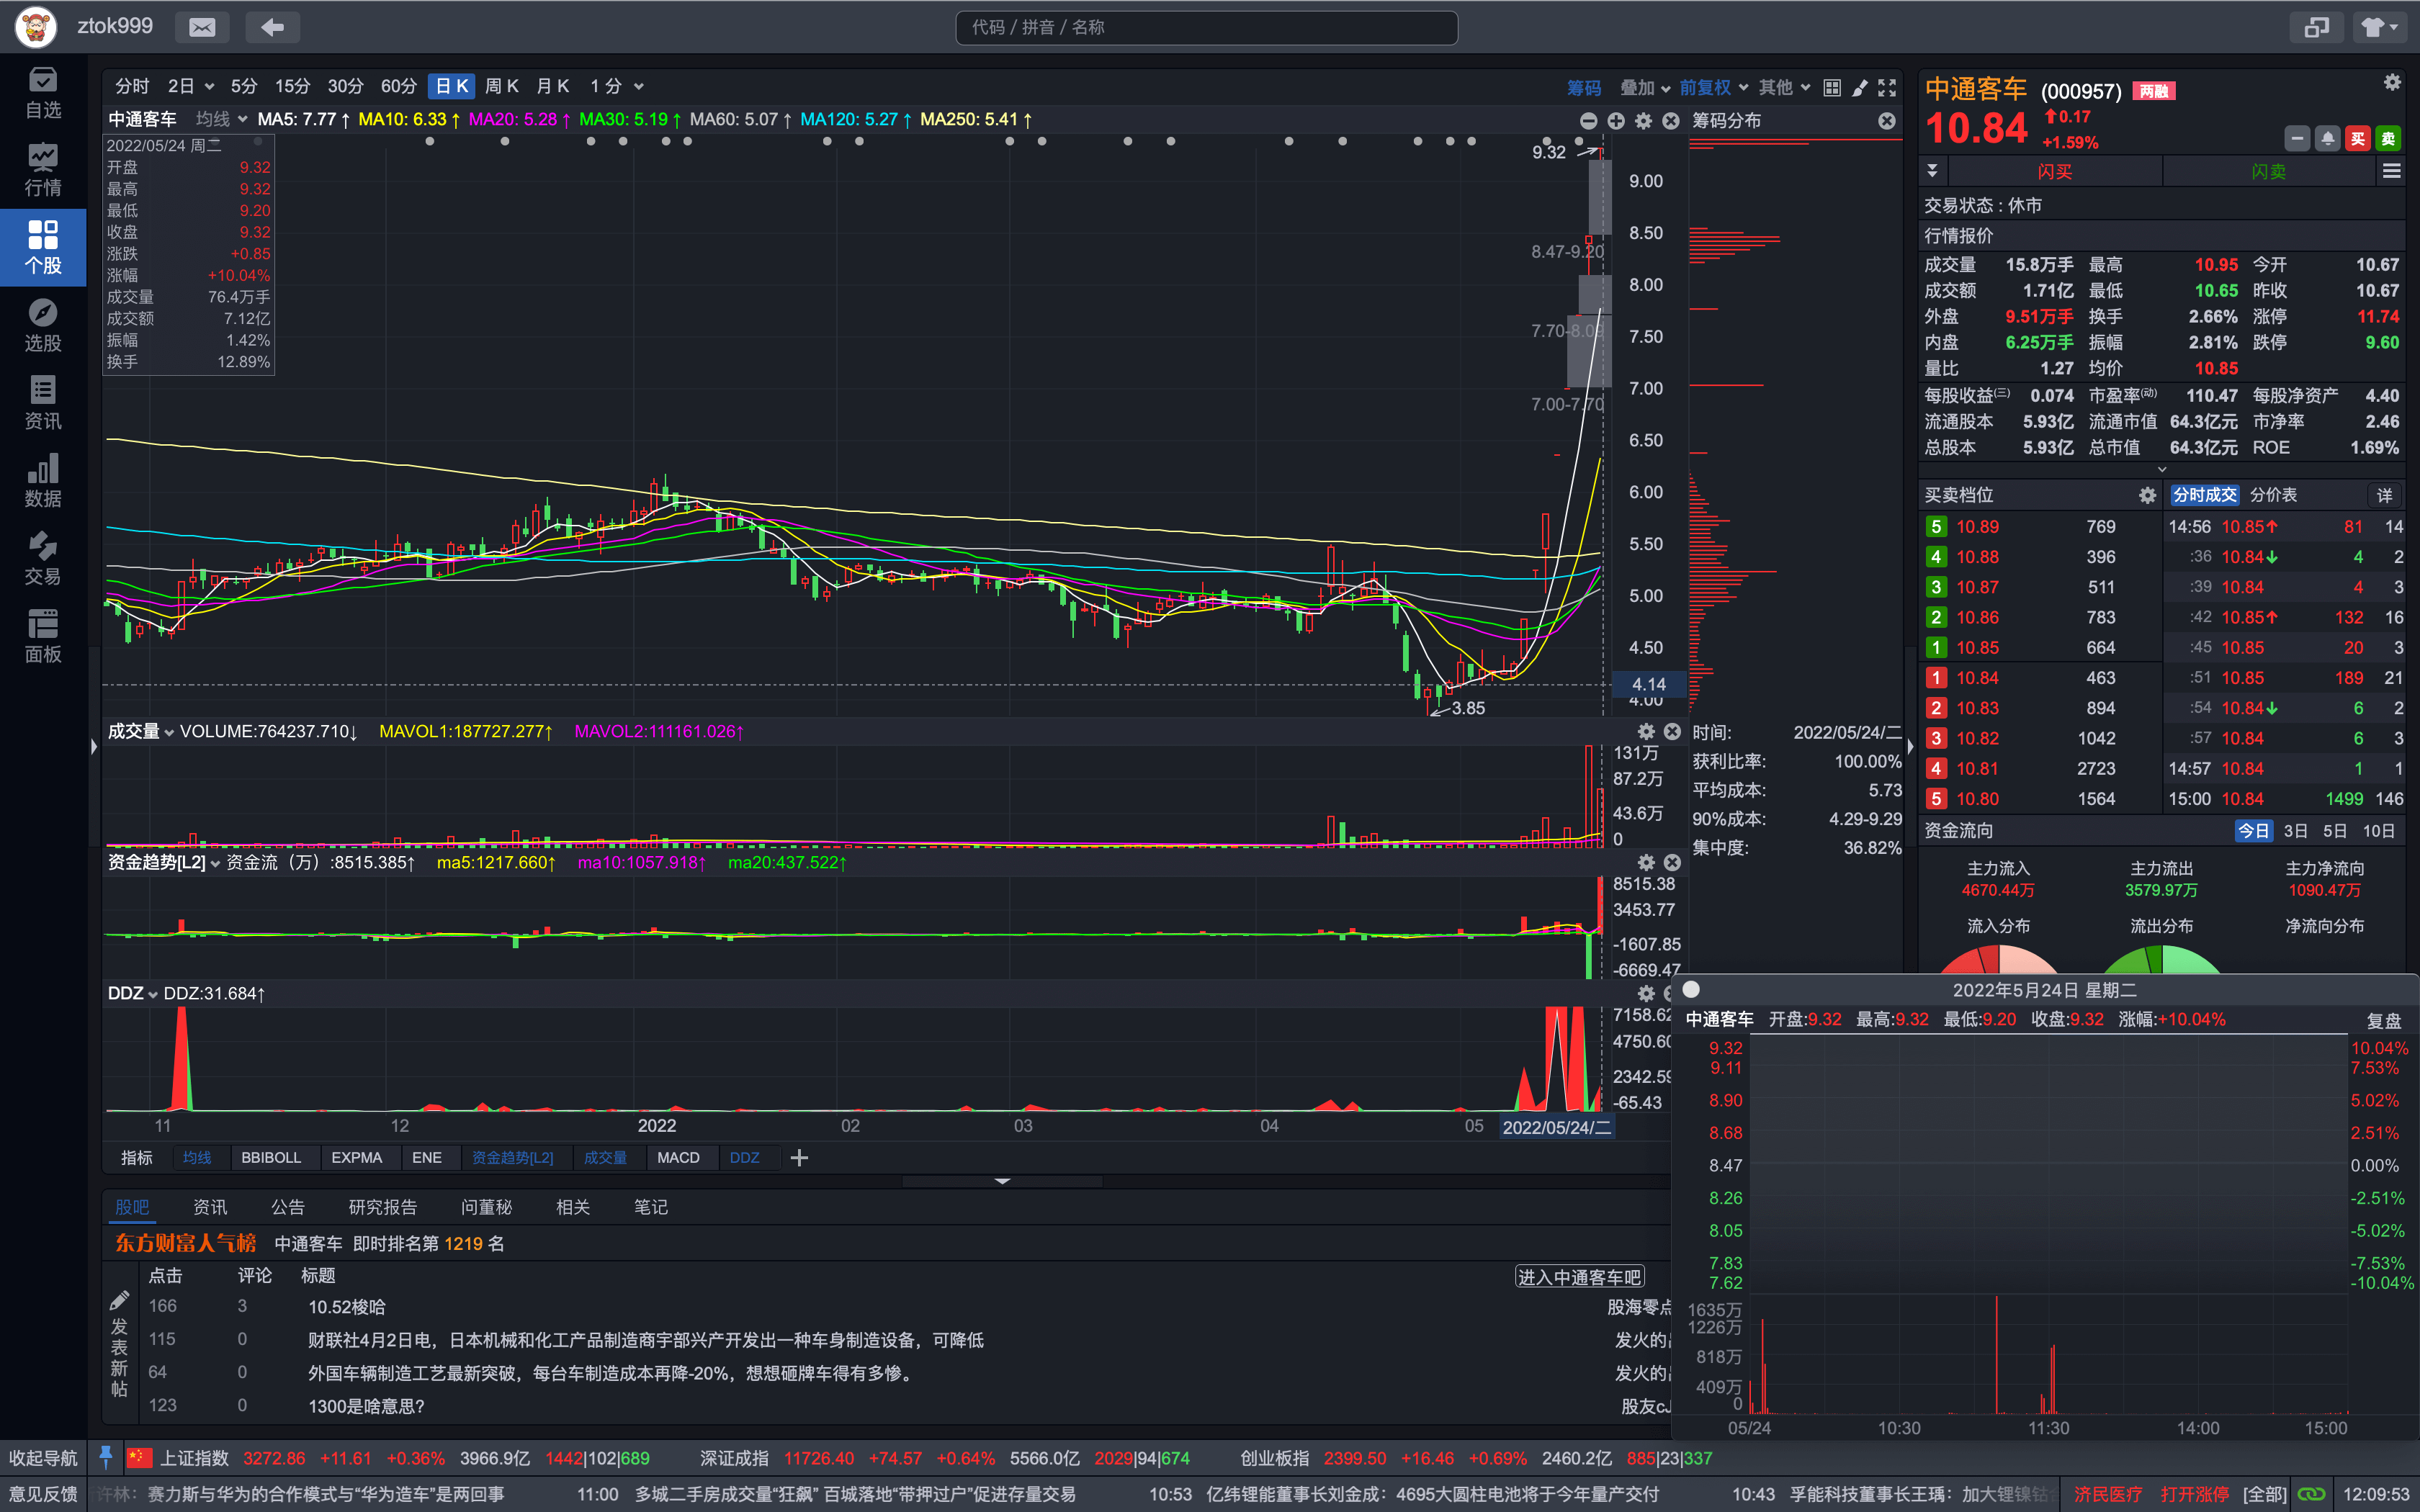 ztok999
代码 / 拼音 / 名称
自选
行情
个股
选股
资讯
数据
交易
面板
分时 2日 5分 15分 30分 60分 日K 周K 月K 1分 筹码 叠加 前复权 其他
中通客车 均线 MA5: 7.77↑ MA10: 6.33↑ MA20: 5.28↑ MA30: 5.19↑ MA60: 5.07↑ MA120: 5.27↑ MA250: 5.41↑
2022/05/24 周二
开盘 9.32
最高 9.32
最低 9.20
收盘 9.32
涨跌 +0.85
涨幅 +10.04%
成交量 76.4万手
成交额 7.12亿
振幅 1.42%
换手 12.89%
9.32
8.47-9.20
7.70-8.09
7.00-7.70
3.85
9.00
8.50
8.00
7.50
7.00
6.50
6.00
5.50
5.00
4.50
4.14
4.00
成交量 VOLUME:764237.710↓ MAVOL1:187727.277↑ MAVOL2:111161.026↑
131万
87.2万
43.6万
0
资金趋势[L2] 资金流（万）:8515.385↑ ma5:1217.660↑ ma10:1057.918↑ ma20:437.522↑
8515.38
3453.77
-1607.85
-6669.47
DDZ DDZ:31.684↑
7158.62
4750.60
2342.59
-65.43
11 12 2022 02 03 04 05 2022/05/24/二
指标 均线 BBIBOLL EXPMA ENE 资金趋势[L2] 成交量 MACD DDZ
筹码分布
时间: 2022/05/24/二
获利比率: 100.00%
平均成本: 5.73
90%成本: 4.29-9.29
集中度: 36.82%
股吧 资讯 公告 研究报告 问董秘 相关 笔记
东方财富人气榜 中通客车 即时排名第 1219 名
点击 评论 标题 进入中通客车吧
166 3 10.52梭哈 股海零点
115 0 财联社4月2日电，日本机械和化工产品制造商宇部兴产开发出一种车身制造设备，可降低 发火的
64 0 外国车辆制造工艺最新突破，每台车制造成本再降-20%，想想砸牌车得有多惨。 发火的
123 0 1300是啥意思? 股友cJ
发表新帖
中通客车 (000957) 两融
10.84 ↑0.17
+1.59%
买 卖
闪买 闪卖
交易状态 : 休市
行情报价
成交量 15.8万手 最高 10.95 今开 10.67
成交额 1.71亿 最低 10.65 昨收 10.67
外盘 9.51万手 换手 2.66% 涨停 11.74
内盘 6.25万手 振幅 2.81% 跌停 9.60
量比 1.27 均价 10.85
每股收益(三) 0.074 市盈率(动) 110.47 每股净资产 4.40
流通股本 5.93亿 流通市值 64.3亿元 市净率 2.46
总股本 5.93亿 总市值 64.3亿元 ROE 1.69%
买卖档位 分时成交 分价表 详
5 10.89 769 14:56 10.85↑ 81 14
4 10.88 396 :36 10.84↓ 4 2
3 10.87 511 :39 10.84 4 3
2 10.86 783 :42 10.85↑ 132 16
1 10.85 664 :45 10.85 20 3
1 10.84 463 :51 10.85 189 21
2 10.83 894 :54 10.84↓ 6 2
3 10.82 1042 :57 10.84 6 3
4 10.81 2723 14:57 10.84 1 1
5 10.80 1564 15:00 10.84 1499 146
资金流向 今日 3日 5日 10日
主力流入 主力流出 主力净流向
4670.44万 3579.97万 1090.47万
流入分布 流出分布 净流向分布
2022年5月24日 星期二
中通客车 开盘:9.32 最高:9.32 最低:9.20 收盘:9.32 涨幅:+10.04% 复盘
9.32 10.04%
9.11 7.53%
8.90 5.02%
8.68 2.51%
8.47 0.00%
8.26 -2.51%
8.05 -5.02%
7.83 -7.53%
7.62 -10.04%
1635万
1226万
818万
409万
0
05/24 10:30 11:30 14:00 15:00
收起导航 上证指数 3272.86 +11.61 +0.36% 3966.9亿 1442|102|689 深证成指 11726.40 +74.57 +0.64% 5566.0亿 2029|94|674 创业板指 2399.50 +16.46 +0.69% 2460.2亿 885|23|337
意见反馈 许林：赛力斯与华为的合作模式与“华为造车”是两回事 11:00 多城二手房成交量“狂飙” 百城落地“带押过户”促进存量交易 10:53 亿纬锂能董事长刘金成：4695大圆柱电池将于今年量产交付 10:43 孚能科技董事长王瑀：加大锂镍钴 济民医疗 打开涨停 [全部] 12:09:53